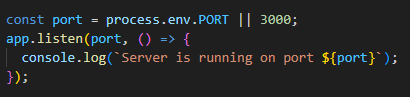 const port = process.env.PORT || 3000;
app.listen(port, () => {
  console.log(`Server is running on port ${port}`);
});